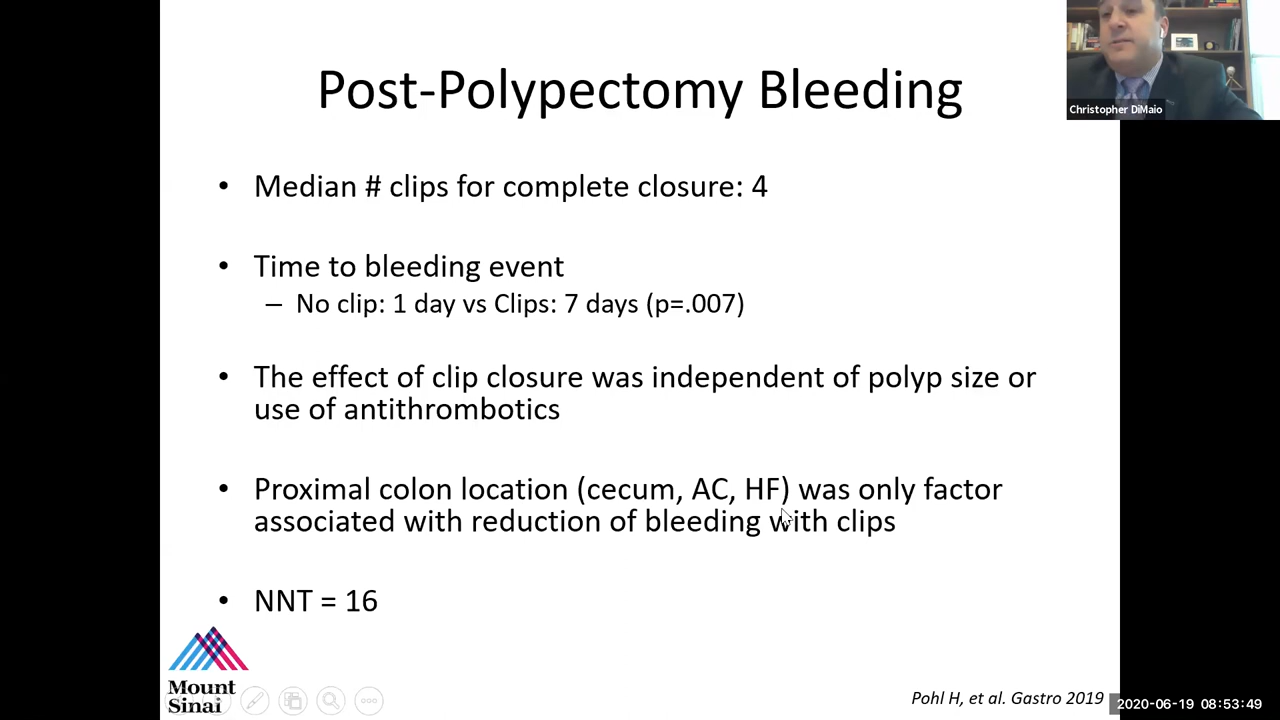 Post-Polypectomy Bleeding
Christopher DiMaio
• Median # clips for complete closure: 4
• Time to bleeding event
– No clip: 1 day vs Clips: 7 days (p=.007)
• The effect of clip closure was independent of polyp size or
use of antithrombotics
• Proximal colon location (cecum, AC, HF) was only factor
associated with reduction of bleeding with clips
• NNT = 16
Mount
Sinai
Pohl H, et al. Gastro 2019
2020-06-19 08:53:49